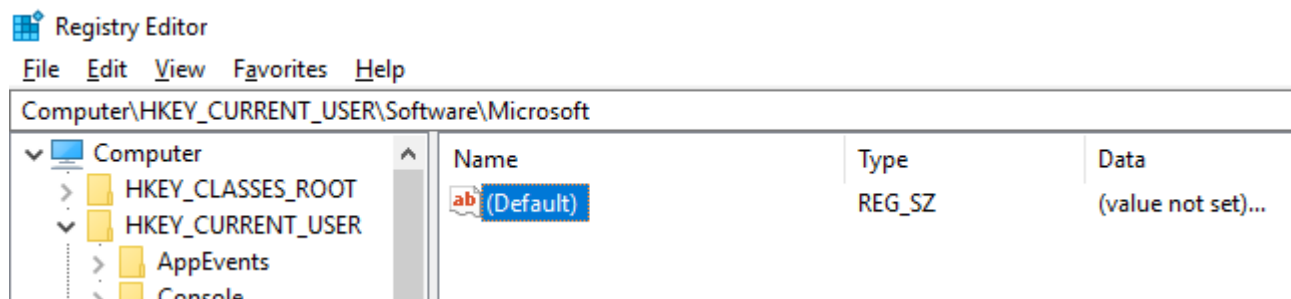 Registry Editor
File Edit View Favorites Help
Computer\HKEY_CURRENT_USER\Software\Microsoft
Computer
HKEY_CLASSES_ROOT
HKEY_CURRENT_USER
AppEvents
Console
Name Type Data
ab (Default) REG_SZ (value not set)...